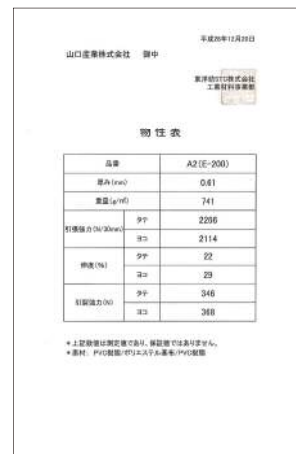 平成26年12月20日
山口産業株式会社 御中
東洋紡STC株式会社
工業材料事業部
物性表
品番 A2(E-200)
厚み(mm) 0.61
重量(g/㎡) 741
引張強力(N/30mm) タテ 2266
ヨコ 2114
伸度(%) タテ 22
ヨコ 29
引裂強力(N) タテ 346
ヨコ 368
*上記数値は測定値であり、保証値ではありません。
*素材: PVC樹脂/ポリエステル基布/PVC樹脂